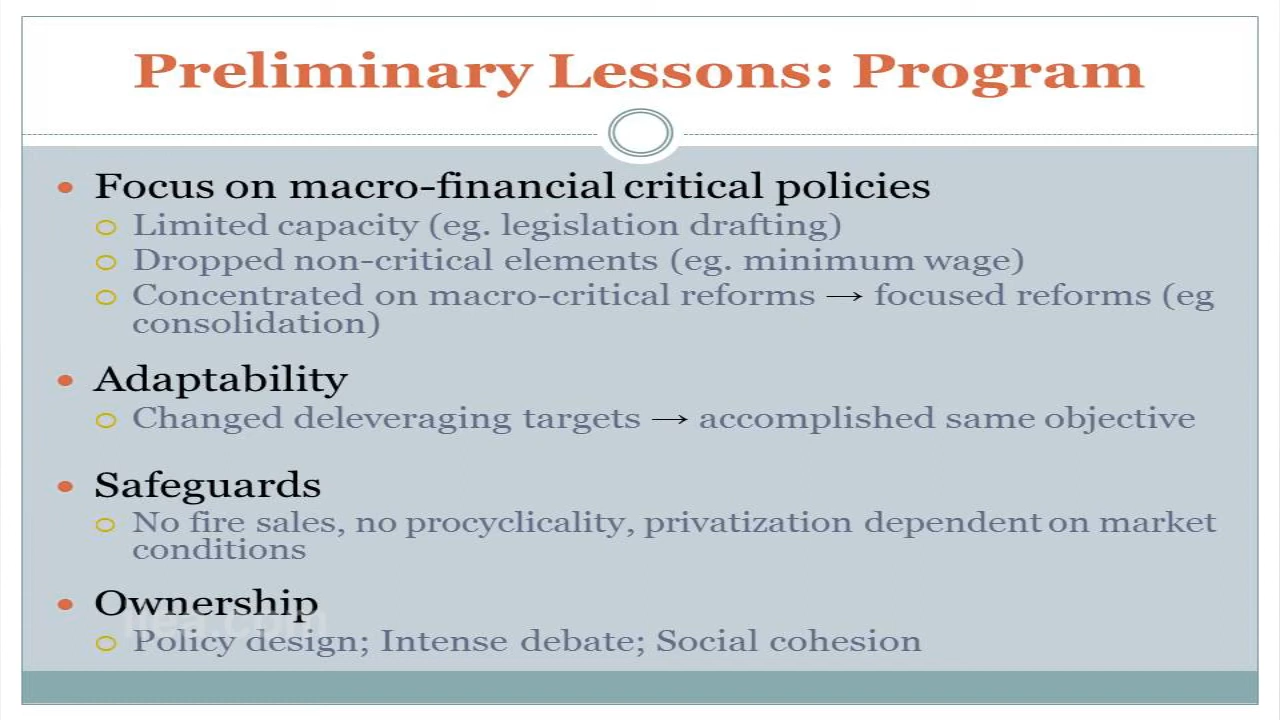 Preliminary Lessons: Program
• Focus on macro-financial critical policies
o Limited capacity (eg. legislation drafting)
o Dropped non-critical elements (eg. minimum wage)
o Concentrated on macro-critical reforms → focused reforms (eg
consolidation)
• Adaptability
o Changed deleveraging targets → accomplished same objective
• Safeguards
o No fire sales, no procyclicality, privatization dependent on market
conditions
• Ownership
iiea.com
o Policy design; Intense debate; Social cohesion